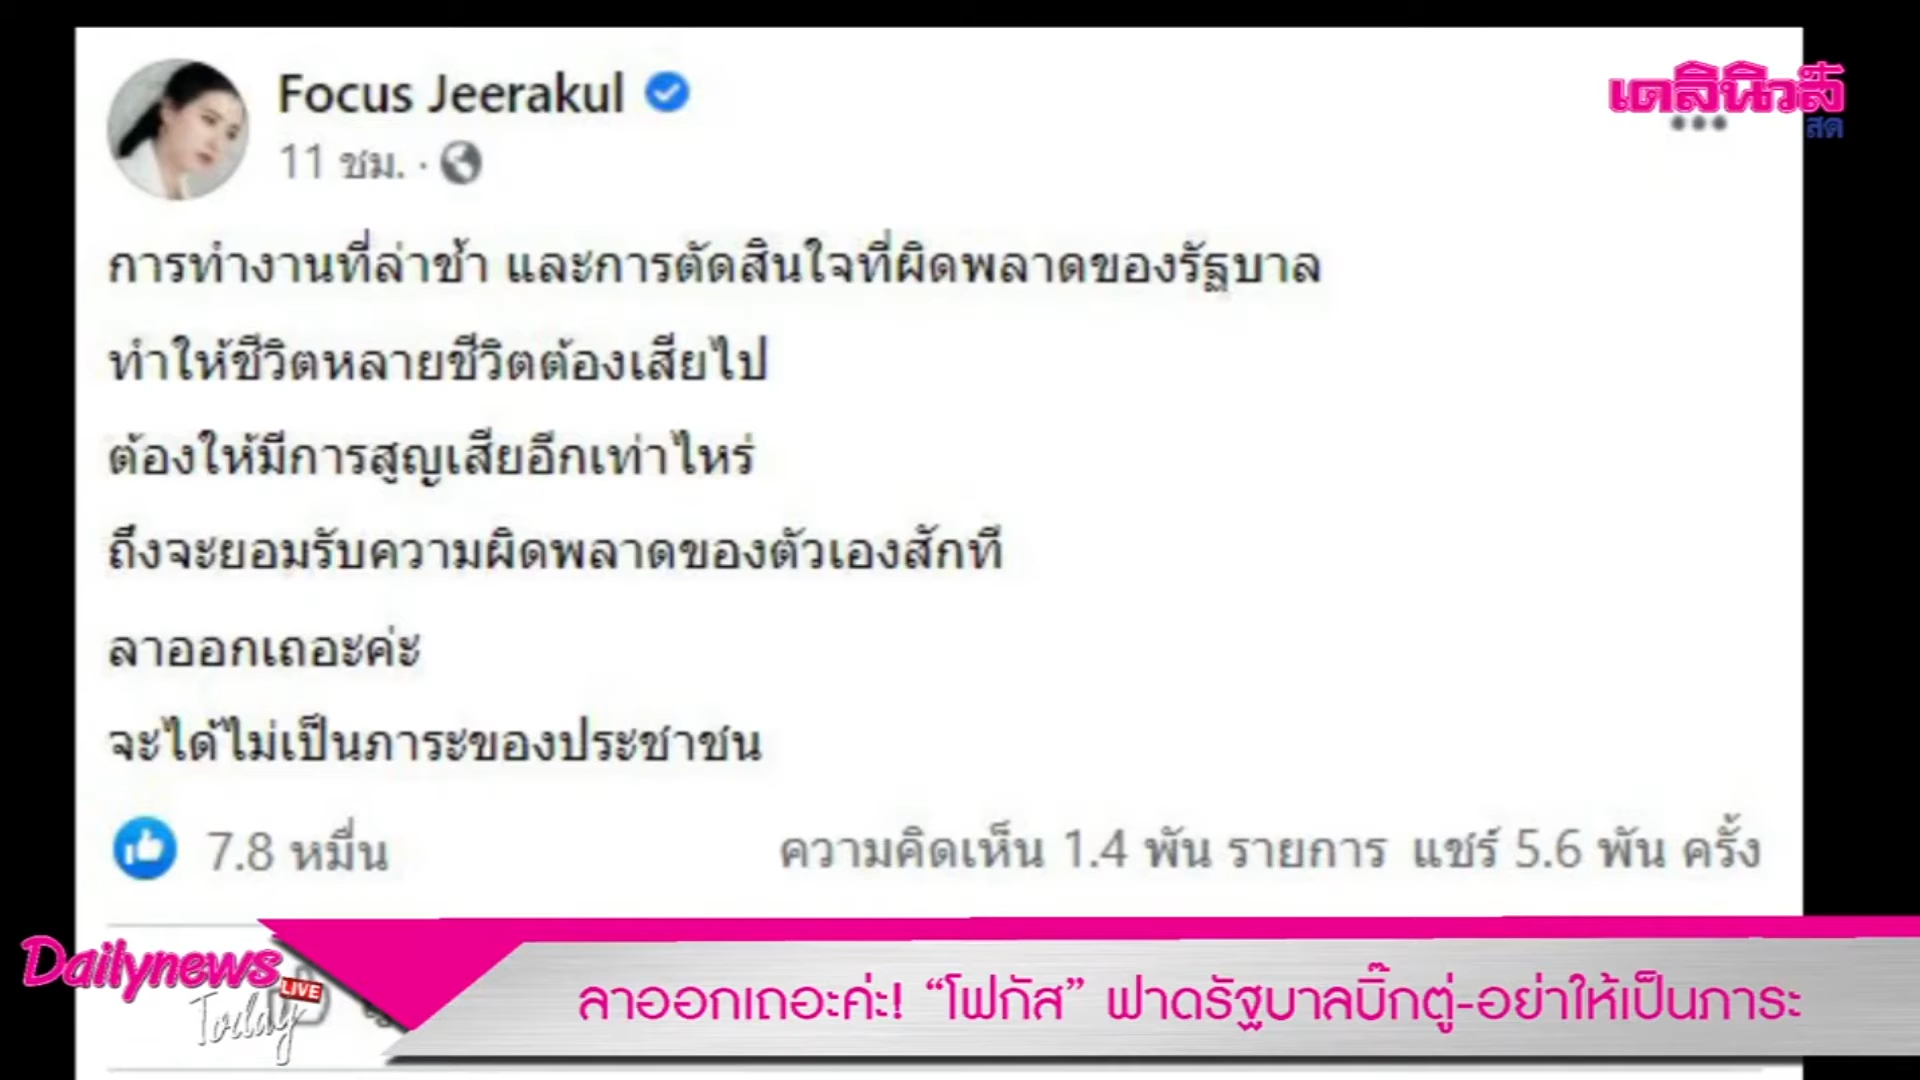 Focus Jeerakul
เดลินิวส์
สด
11 ชม. ·
การทำงานที่ล่าช้า และการตัดสินใจที่ผิดพลาดของรัฐบาล
ทำให้ชีวิตหลายชีวิตต้องเสียไป
ต้องให้มีการสูญเสียอีกเท่าไหร่
ถึงจะยอมรับความผิดพลาดของตัวเองสักที
ลาออกเถอะค่ะ
จะได้ไม่เป็นภาระของประชาชน
7.8 หมื่น
ความคิดเห็น 1.4 พัน รายการ แชร์ 5.6 พัน ครั้ง
Dailynews
LIVE
Today
ลาออกเถอะค่ะ! “โฟกัส” ฟาดรัฐบาลบิ๊กตู่-อย่าให้เป็นภาระ